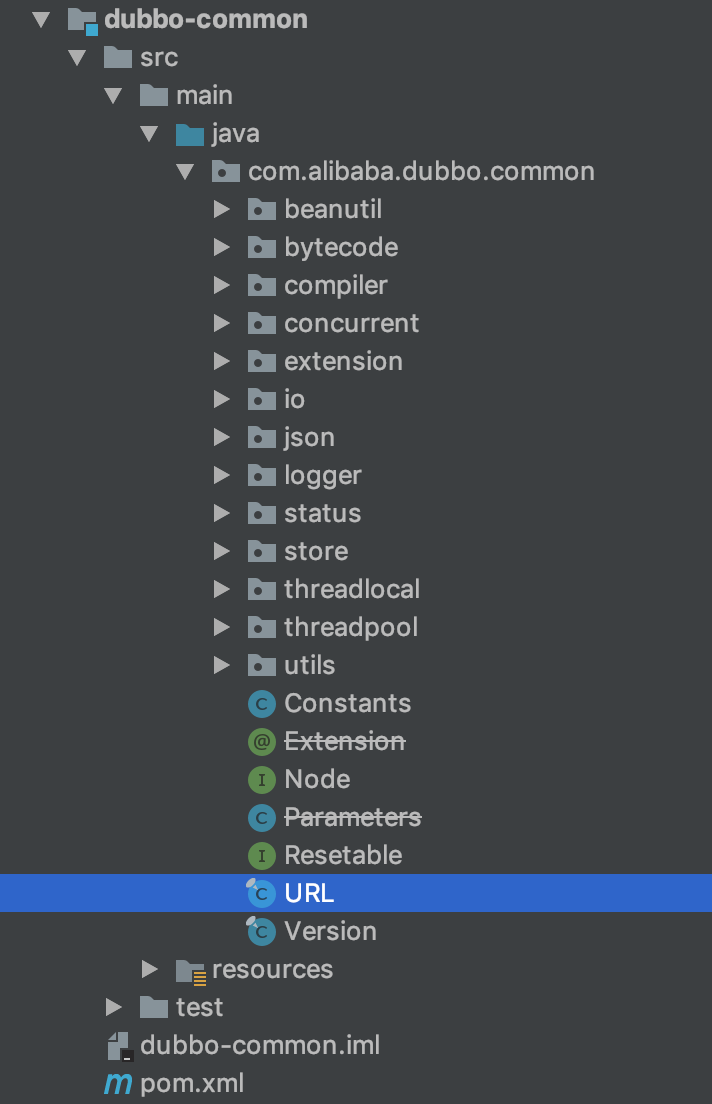 dubbo-common
src
main
java
com.alibaba.dubbo.common
beanutil
bytecode
compiler
concurrent
extension
io
json
logger
status
store
threadlocal
threadpool
utils
C Constants
@ Extension
I Node
C Parameters
I Resetable
C URL
C Version
resources
test
dubbo-common.iml
m pom.xml